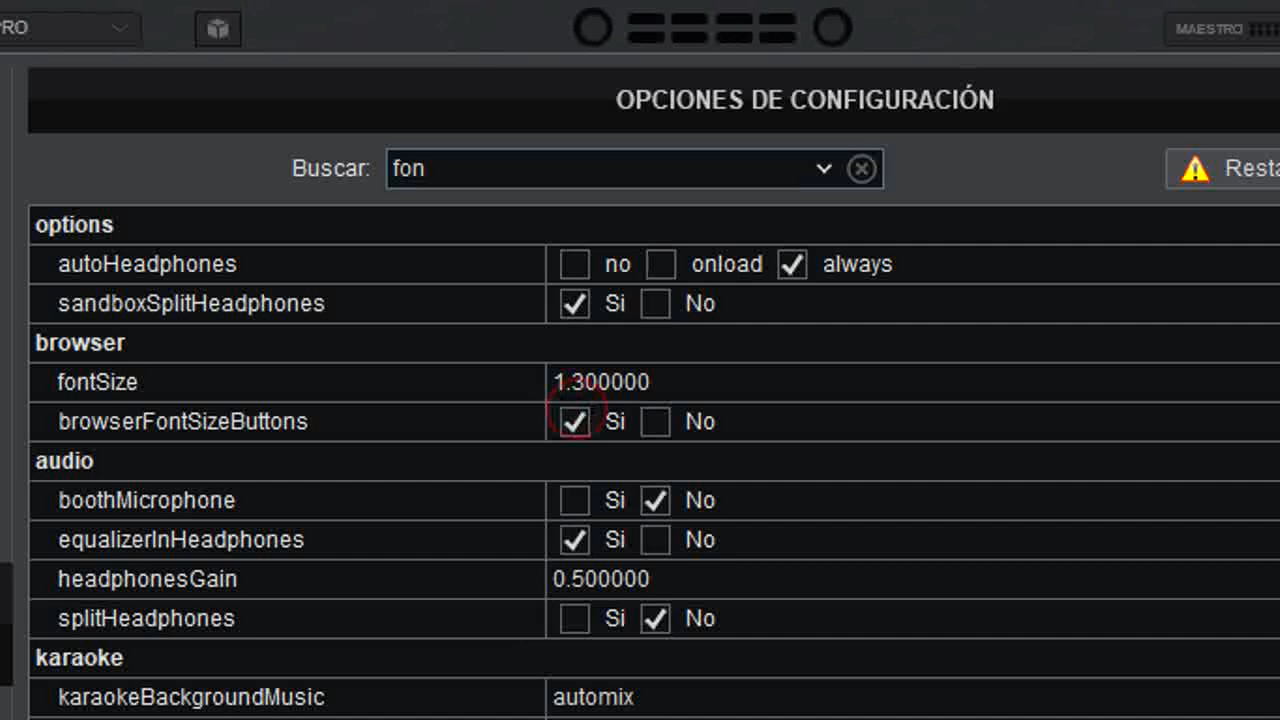 PRO
MAESTRO
OPCIONES DE CONFIGURACIÓN
Buscar: fon
Resta
options
autoHeadphones no onload always
sandboxSplitHeadphones Si No
browser
fontSize 1.300000
browserFontSizeButtons Si No
audio
boothMicrophone Si No
equalizerInHeadphones Si No
headphonesGain 0.500000
splitHeadphones Si No
karaoke
karaokeBackgroundMusic automix